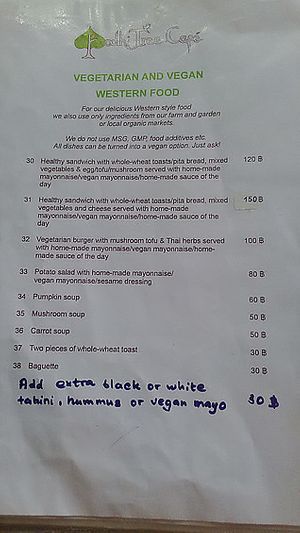 Bodhi Tree Café
VEGETARIAN AND VEGAN
WESTERN FOOD
For our delicious Western style food
we also use only ingredients from our farm and garden
or local organic markets.
We do not use MSG, GMP, food additives etc.
All dishes can be turned into a vegan option. Just ask!
30 Healthy sandwich with whole-wheat toasts/pita bread, mixed 120 B
vegetables & egg/tofu/mushroom served with home-made
mayonnaise/vegan mayonnaise/home-made sauce of the
day
31 Healthy sandwich with whole-wheat toasts/pita bread, mixed 150 B
vegetables and cheese served with home-made
mayonnaise/vegan mayonnaise/home-made sauce of the
day
32 Vegetarian burger with mushroom tofu & Thai herbs served 100 B
with home-made mayonnaise/vegan mayonnaise/home-
made sauce of the day
33 Potato salad with home-made mayonnaise/ 80 B
vegan mayonnaise/sesame dressing
34 Pumpkin soup 60 B
35 Mushroom soup 50 B
36 Carrot soup 50 B
37 Two pieces of whole-wheat toast 30 B
38 Baguette 30 B
Add extra black or white
tahini, hummus or vegan mayo 30 ฿